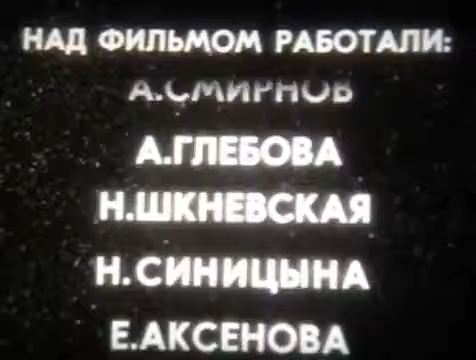 НАД ФИЛЬМОМ РАБОТАЛИ:
А.СМИРНОВ
А.ГЛЕБОВА
Н.ШКНЕВСКАЯ
Н.СИНИЦЫНА
Е.АКСЕНОВА